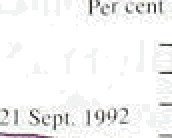 Per cent
21 Sept. 1992